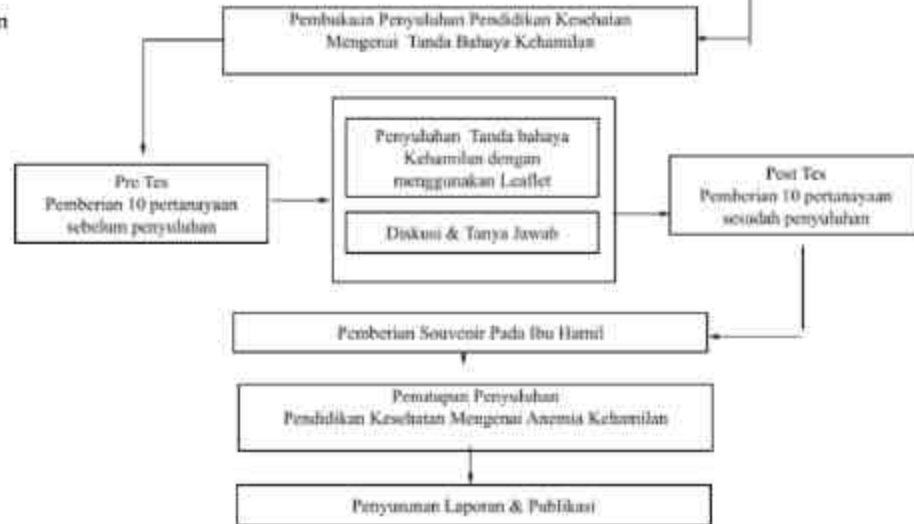 n
Pembukaan Penyuluhan Pendidikan Kesehatan
Mengenai Tanda Bahaya Kehamilan
Penyuluhan Tanda bahaya
Kehamilan dengan
menggunakan Leaflet
Diskusi & Tanya Jawab
Pre Tes
Pemberian 10 pertanayaan
sebelum penyuluhan
Post Tes
Pemberian 10 pertanayaan
sesudah penyuluhan
Pemberian Souvenir Pada Ibu Hamil
Penutupan Penyuluhan
Pendidikan Kesehatan Mengenai Anemia Kehamilan
Penyusunan Laporan & Publikasi